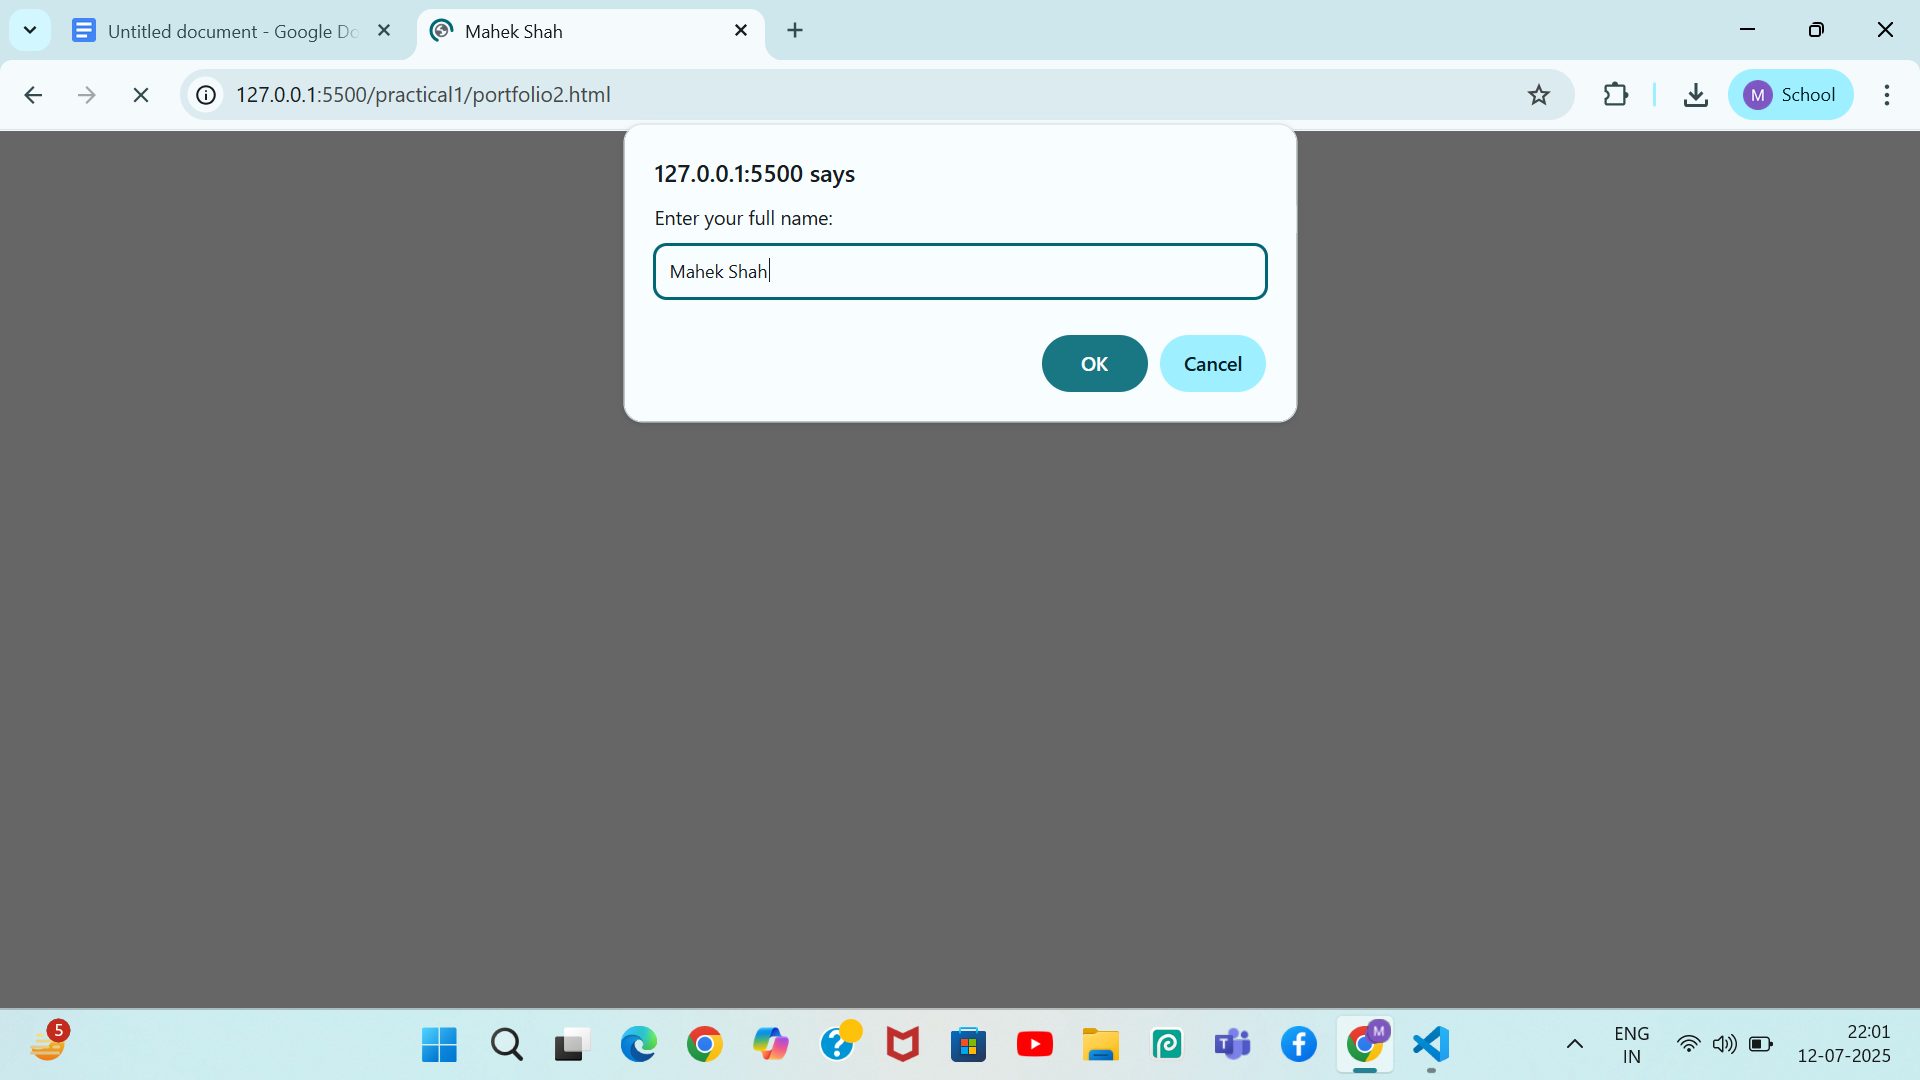 Untitled document - Google Do
Mahek Shah
127.0.0.1:5500/practical1/portfolio2.html
M
School
127.0.0.1:5500 says
Enter your full name:
Mahek Shah
OK
Cancel
5
M
ENG
IN
22:01
12-07-2025